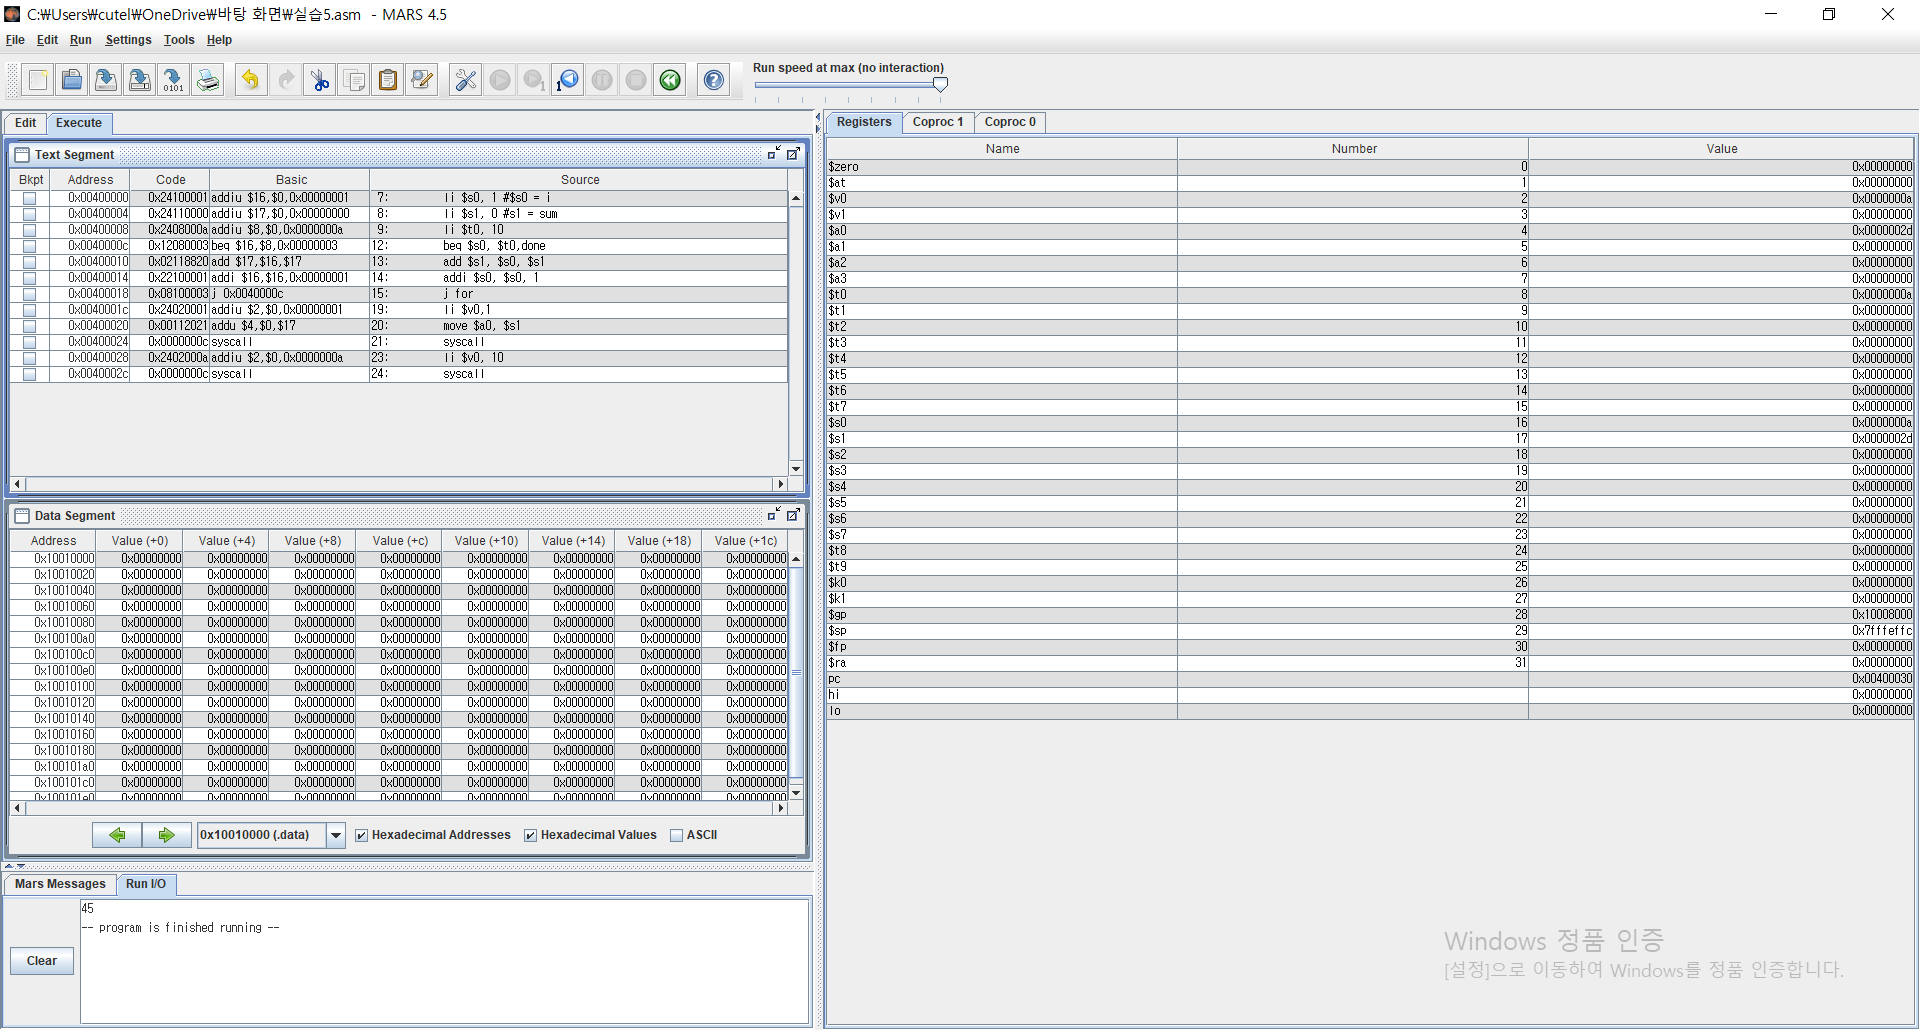 C:₩Users₩cutel₩OneDrive₩바탕 화면₩실습5.asm - MARS 4.5
File Edit Run Settings Tools Help
Run speed at max (no interaction)
Edit Execute
Text Segment
Bkpt Address Code Basic Source
0x00400000 0x24100001 addiu $16,$0,0x00000001 7: li $s0, 1 #$s0 = i
0x00400004 0x24110000 addiu $17,$0,0x00000000 8: li $s1, 0 #s1 = sum
0x00400008 0x2408000a addiu $8,$0,0x0000000a 9: li $t0, 10
0x0040000c 0x12080003 beq $16,$8,0x00000003 12: beq $s0, $t0,done
0x00400010 0x02118820 add $17,$16,$17 13: add $s1, $s0, $s1
0x00400014 0x22100001 addi $16,$16,0x00000001 14: addi $s0, $s0, 1
0x00400018 0x08100003 j 0x0040000c 15: j for
0x0040001c 0x24020001 addiu $2,$0,0x00000001 19: li $v0,1
0x00400020 0x00112021 addu $4,$0,$17 20: move $a0, $s1
0x00400024 0x0000000c syscall 21: syscall
0x00400028 0x2402000a addiu $2,$0,0x0000000a 23: li $v0, 10
0x0040002c 0x0000000c syscall 24: syscall
Data Segment
Address Value (+0) Value (+4) Value (+8) Value (+c) Value (+10) Value (+14) Value (+18) Value (+1c)
0x10010000 0x00000000 0x00000000 0x00000000 0x00000000 0x00000000 0x00000000 0x00000000 0x00000000
0x10010020 0x00000000 0x00000000 0x00000000 0x00000000 0x00000000 0x00000000 0x00000000 0x00000000
0x10010040 0x00000000 0x00000000 0x00000000 0x00000000 0x00000000 0x00000000 0x00000000 0x00000000
0x10010060 0x00000000 0x00000000 0x00000000 0x00000000 0x00000000 0x00000000 0x00000000 0x00000000
0x10010080 0x00000000 0x00000000 0x00000000 0x00000000 0x00000000 0x00000000 0x00000000 0x00000000
0x100100a0 0x00000000 0x00000000 0x00000000 0x00000000 0x00000000 0x00000000 0x00000000 0x00000000
0x100100c0 0x00000000 0x00000000 0x00000000 0x00000000 0x00000000 0x00000000 0x00000000 0x00000000
0x100100e0 0x00000000 0x00000000 0x00000000 0x00000000 0x00000000 0x00000000 0x00000000 0x00000000
0x10010100 0x00000000 0x00000000 0x00000000 0x00000000 0x00000000 0x00000000 0x00000000 0x00000000
0x10010120 0x00000000 0x00000000 0x00000000 0x00000000 0x00000000 0x00000000 0x00000000 0x00000000
0x10010140 0x00000000 0x00000000 0x00000000 0x00000000 0x00000000 0x00000000 0x00000000 0x00000000
0x10010160 0x00000000 0x00000000 0x00000000 0x00000000 0x00000000 0x00000000 0x00000000 0x00000000
0x10010180 0x00000000 0x00000000 0x00000000 0x00000000 0x00000000 0x00000000 0x00000000 0x00000000
0x100101a0 0x00000000 0x00000000 0x00000000 0x00000000 0x00000000 0x00000000 0x00000000 0x00000000
0x100101c0 0x00000000 0x00000000 0x00000000 0x00000000 0x00000000 0x00000000 0x00000000 0x00000000
0x100101e0 0x00000000 0x00000000 0x00000000 0x00000000 0x00000000 0x00000000 0x00000000 0x00000000
0x10010000 (.data) Hexadecimal Addresses Hexadecimal Values ASCII
Mars Messages Run I/O
45
-- program is finished running --
Clear
Registers Coproc 1 Coproc 0
Name Number Value
$zero 0 0x00000000
$at 1 0x00000000
$v0 2 0x0000000a
$v1 3 0x00000000
$a0 4 0x0000002d
$a1 5 0x00000000
$a2 6 0x00000000
$a3 7 0x00000000
$t0 8 0x0000000a
$t1 9 0x00000000
$t2 10 0x00000000
$t3 11 0x00000000
$t4 12 0x00000000
$t5 13 0x00000000
$t6 14 0x00000000
$t7 15 0x00000000
$s0 16 0x0000000a
$s1 17 0x0000002d
$s2 18 0x00000000
$s3 19 0x00000000
$s4 20 0x00000000
$s5 21 0x00000000
$s6 22 0x00000000
$s7 23 0x00000000
$t8 24 0x00000000
$t9 25 0x00000000
$k0 26 0x00000000
$k1 27 0x00000000
$gp 28 0x10008000
$sp 29 0x7fffeffc
$fp 30 0x00000000
$ra 31 0x00000000
pc 0x00400030
hi 0x00000000
lo 0x00000000
Windows 정품 인증
[설정]으로 이동하여 Windows를 정품 인증합니다.